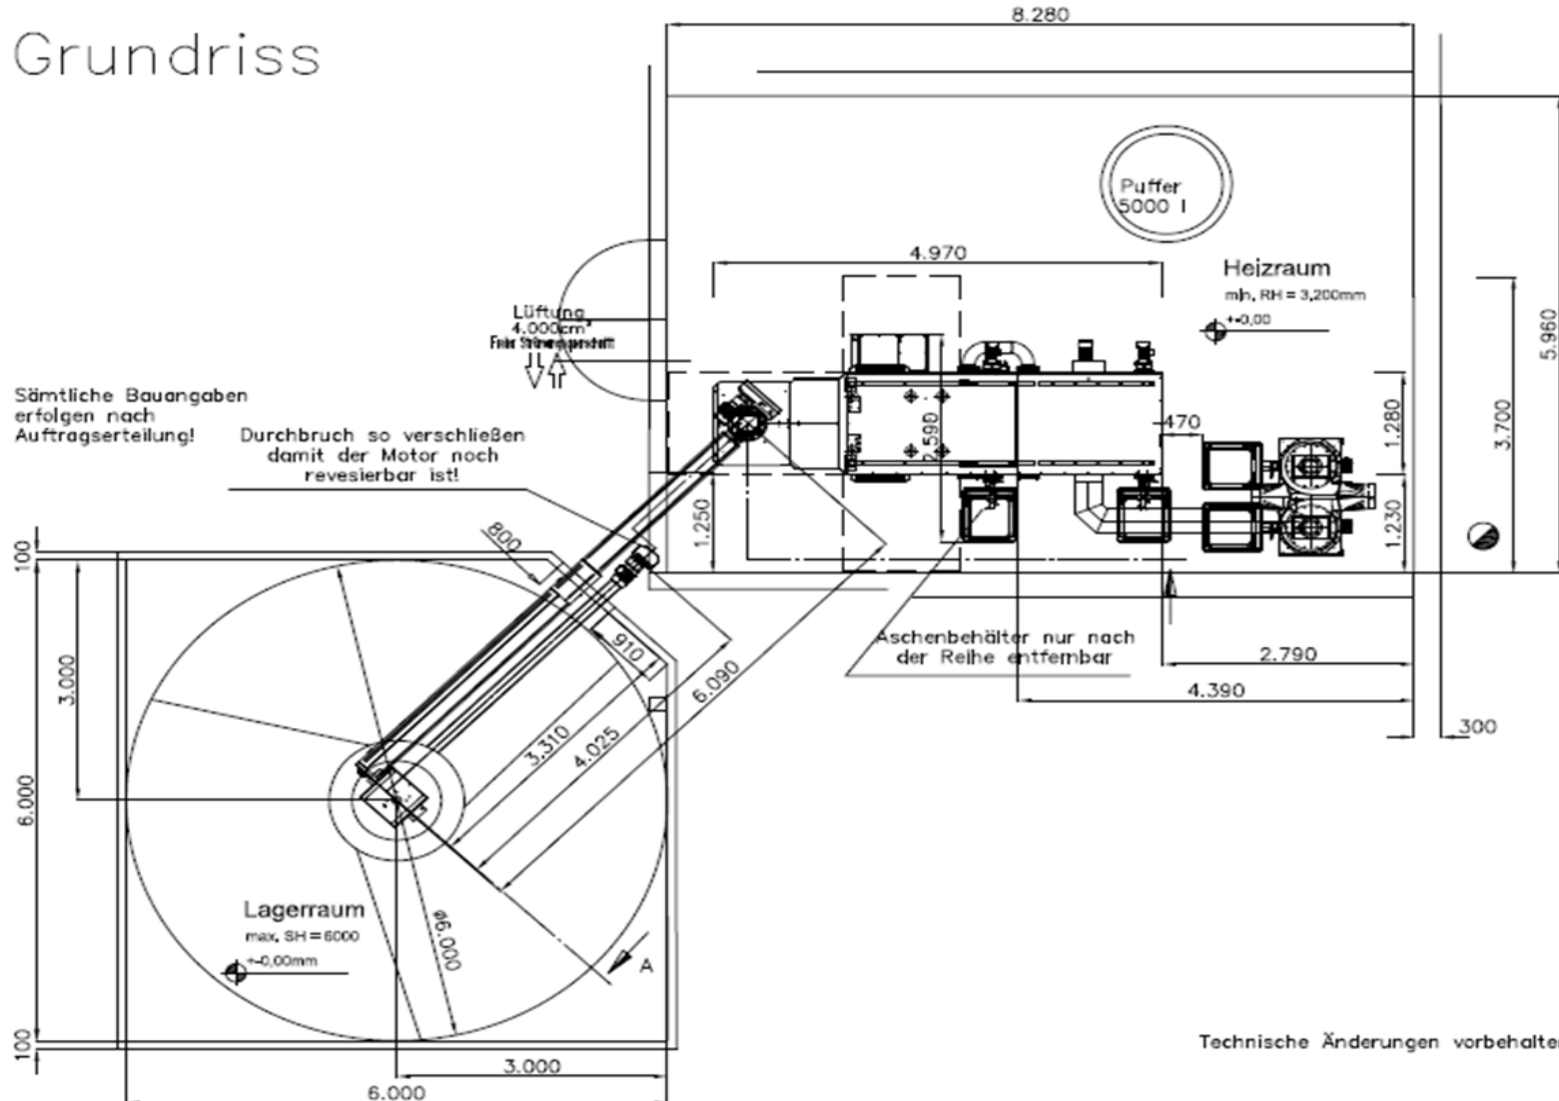 8.280
Grundriss
Puffer
5000 l
4.970
Heizraum
min. RH = 3,200mm
+-0,00
5.960
Lüftung
4.000cm²
Sämtliche Bauangaben
erfolgen nach
Auftragserteilung!
Durchbruch so verschließen
damit der Motor noch
revesierbar ist!
2.590
470
1.280
3.700
1.250
1.230
800
100
910
Aschenbehälter nur nach
der Reihe entfernbar
2.790
6.090
4.390
3.000
3.310
4.025
300
6.000
Lagerraum
max. SH = 6000
+-0,00mm
ø6.000
A
100
Technische Änderungen vorbehalten
3.000
6.000